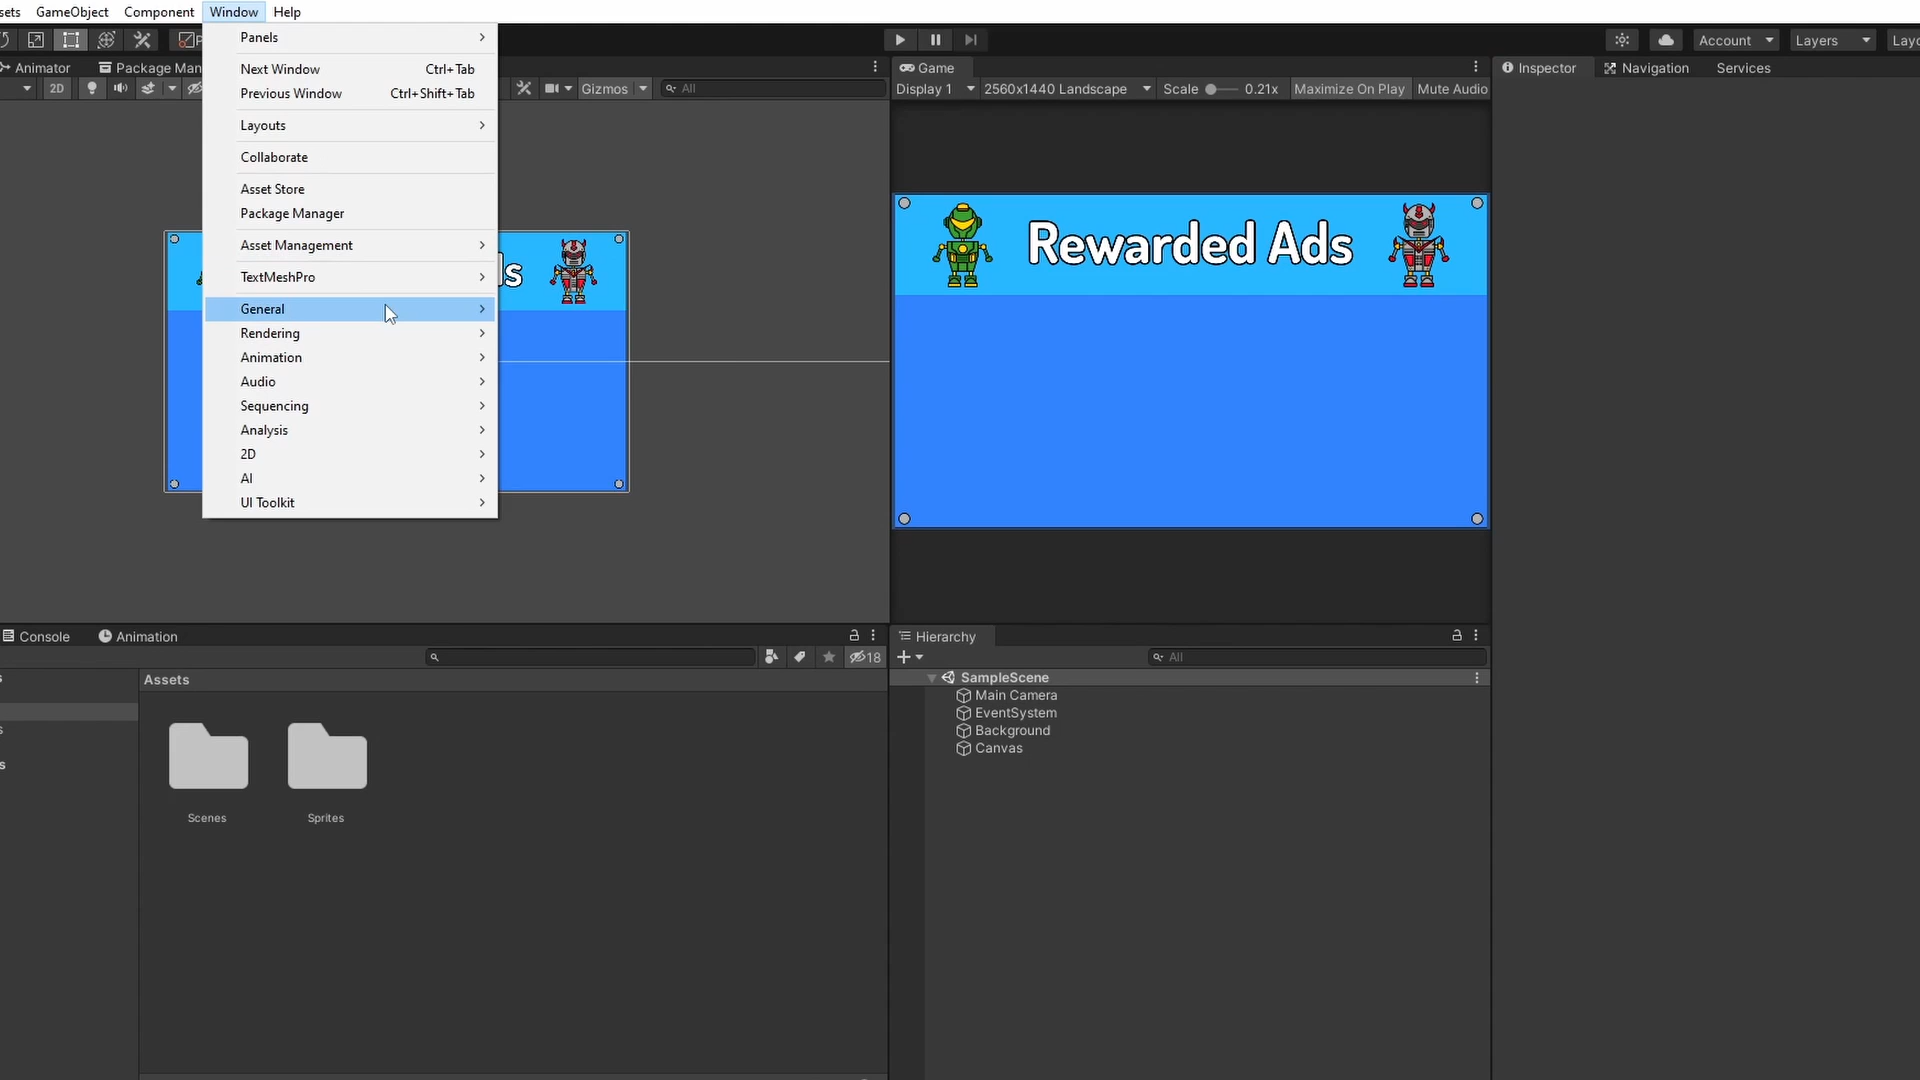 sets GameObject Component Window Help
Account Layers Layo
Animator Package Man Game Inspector Navigation Services
2D Gizmos All Display 1 2560x1440 Landscape Scale 0.21x Maximize On Play Mute Audio
Panels
Next Window Ctrl+Tab
Previous Window Ctrl+Shift+Tab
Layouts
Collaborate
Asset Store
Package Manager
Asset Management
TextMeshPro
General
Rendering
Animation
Audio
Sequencing
Analysis
2D
AI
UI Toolkit
ds
Rewarded Ads
Console Animation
18
Assets
Scenes Sprites
Hierarchy
All
SampleScene
Main Camera
EventSystem
Background
Canvas